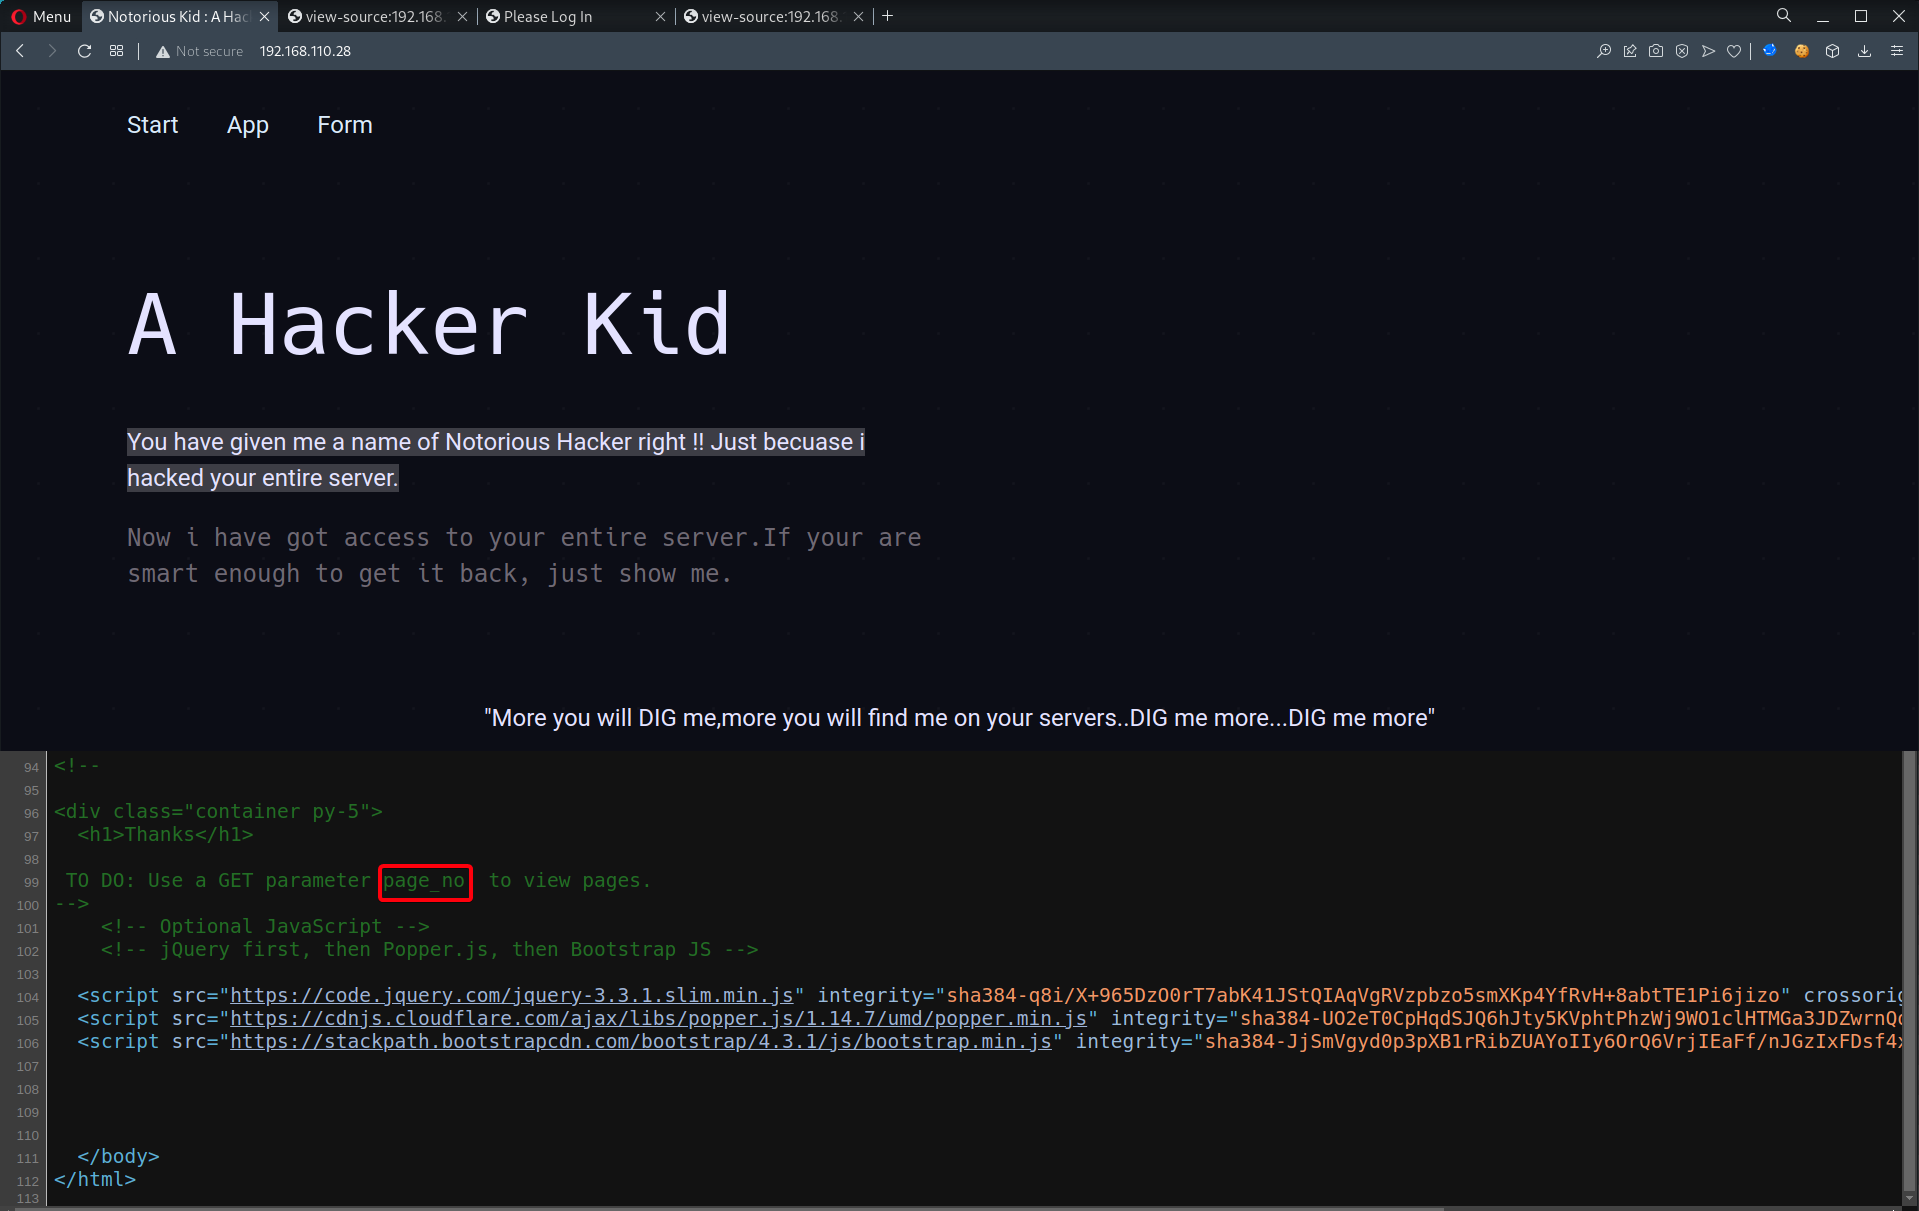 Menu
Notorious Kid : A Hac
view-source:192.168.
Please Log In
view-source:192.168.
Not secure
192.168.110.28
Start
App
Form
A Hacker Kid
You have given me a name of Notorious Hacker right !! Just becuase i
hacked your entire server.
Now i have got access to your entire server.If your are
smart enough to get it back, just show me.
"More you will DIG me,more you will find me on your servers..DIG me more...DIG me more"
94 <!--
95
96 <div class="container py-5">
97 <h1>Thanks</h1>
98
99 TO DO: Use a GET parameter page_no to view pages.
100 -->
101 <!-- Optional JavaScript -->
102 <!-- jQuery first, then Popper.js, then Bootstrap JS -->
103
104 <script src="https://code.jquery.com/jquery-3.3.1.slim.min.js" integrity="sha384-q8i/X+965DzO0rT7abK41JStQIAqVgRVzpbzo5smXKp4YfRvH+8abtTE1Pi6jizo" crossorig
105 <script src="https://cdnjs.cloudflare.com/ajax/libs/popper.js/1.14.7/umd/popper.min.js" integrity="sha384-UO2eT0CpHqdSJQ6hJty5KVphtPhzWj9WO1clHTMGa3JDZwrnQ
106 <script src="https://stackpath.bootstrapcdn.com/bootstrap/4.3.1/js/bootstrap.min.js" integrity="sha384-JjSmVgyd0p3pXB1rRibZUAYoIIy6OrQ6VrjIEaFf/nJGzIxFDsf4
107
108
109
110
111 </body>
112 </html>
113